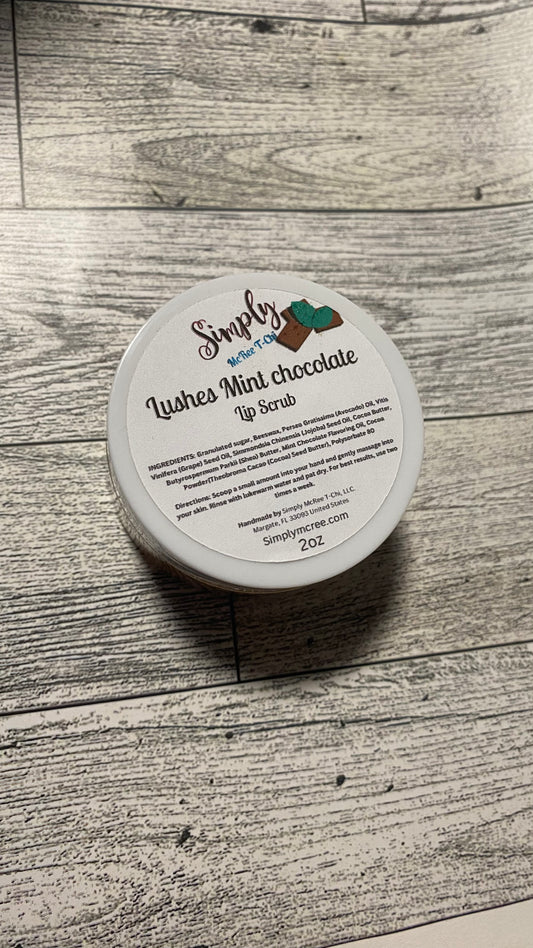 Simply
McRee T-Chi
Lushes Mint chocolate
Lip Scrub
INGREDIENTS: Granulated sugar, Beeswax, Persea Gratissima (Avocado) Oil, Vitis
Vinifera (Grape) Seed Oil, Simmondsia Chinensis (Jojoba) Seed Oil, Cocoa Butter,
Butyrospermum Parkii (Shea) Butter, Mint Chocolate Flavoring Oil, Cocoa
Powder(Theobroma Cacao (Cocoa) Seed Butter), Polysorbate 80
Directions: Scoop a small amount into your hand and gently massage into
your skin. Rinse with lukewarm water and pat dry. For best results, use two
times a week.
Handmade by Simply McRee T-Chi, LLC.
Margate, FL 33093 United States
Simplymcree.com
2oz